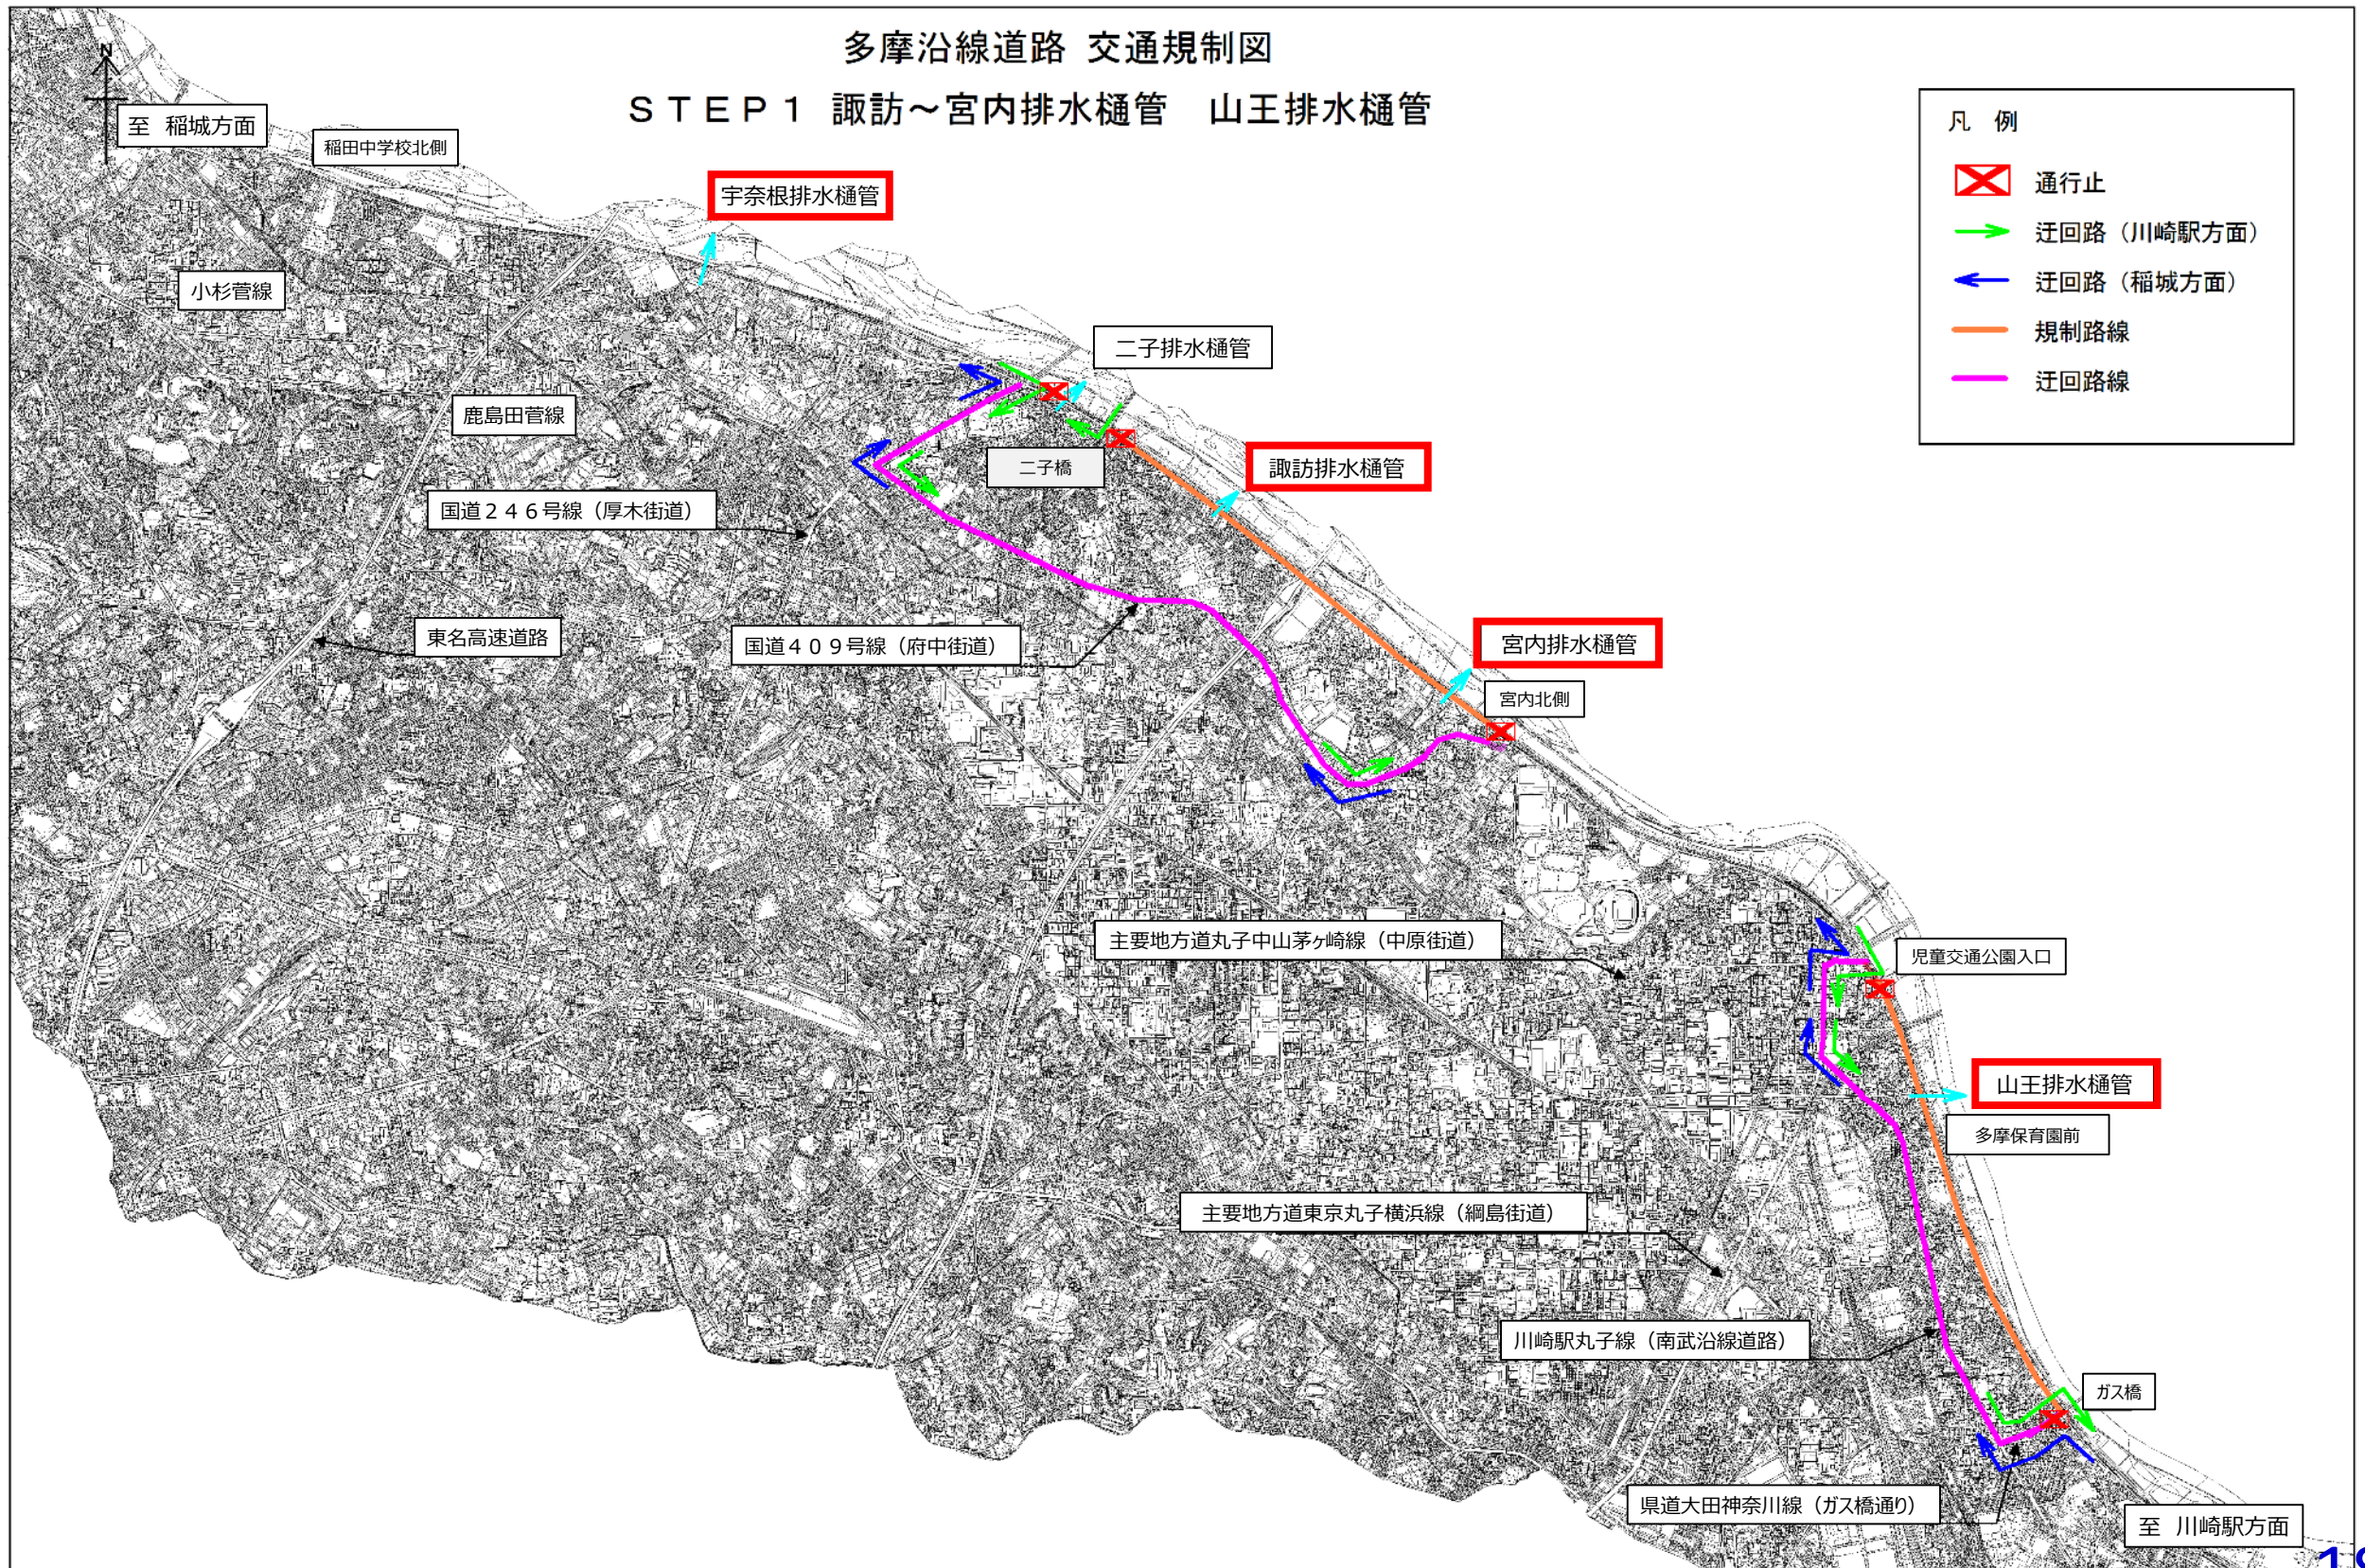 多摩沿線道路 交通規制図
ＳＴＥＰ１ 諏訪～宮内排水樋管　山王排水樋管
N
至 稲城方面
稲田中学校北側
宇奈根排水樋管
小杉菅線
二子排水樋管
鹿島田菅線
二子橋
諏訪排水樋管
国道２４６号線（厚木街道）
東名高速道路
国道４０９号線（府中街道）
宮内排水樋管
宮内北側
主要地方道丸子中山茅ヶ崎線（中原街道）
児童交通公園入口
山王排水樋管
多摩保育園前
主要地方道東京丸子横浜線（綱島街道）
川崎駅丸子線（南武沿線道路）
ガス橋
県道大田神奈川線（ガス橋通り）
至 川崎駅方面
凡 例
通行止
迂回路（川崎駅方面）
迂回路（稲城方面）
規制路線
迂回路線